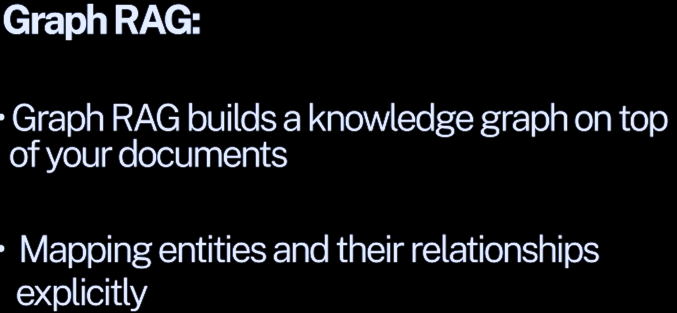 Graph RAG:
• Graph RAG builds a knowledge graph on top
of your documents
• Mapping entities and their relationships
explicitly